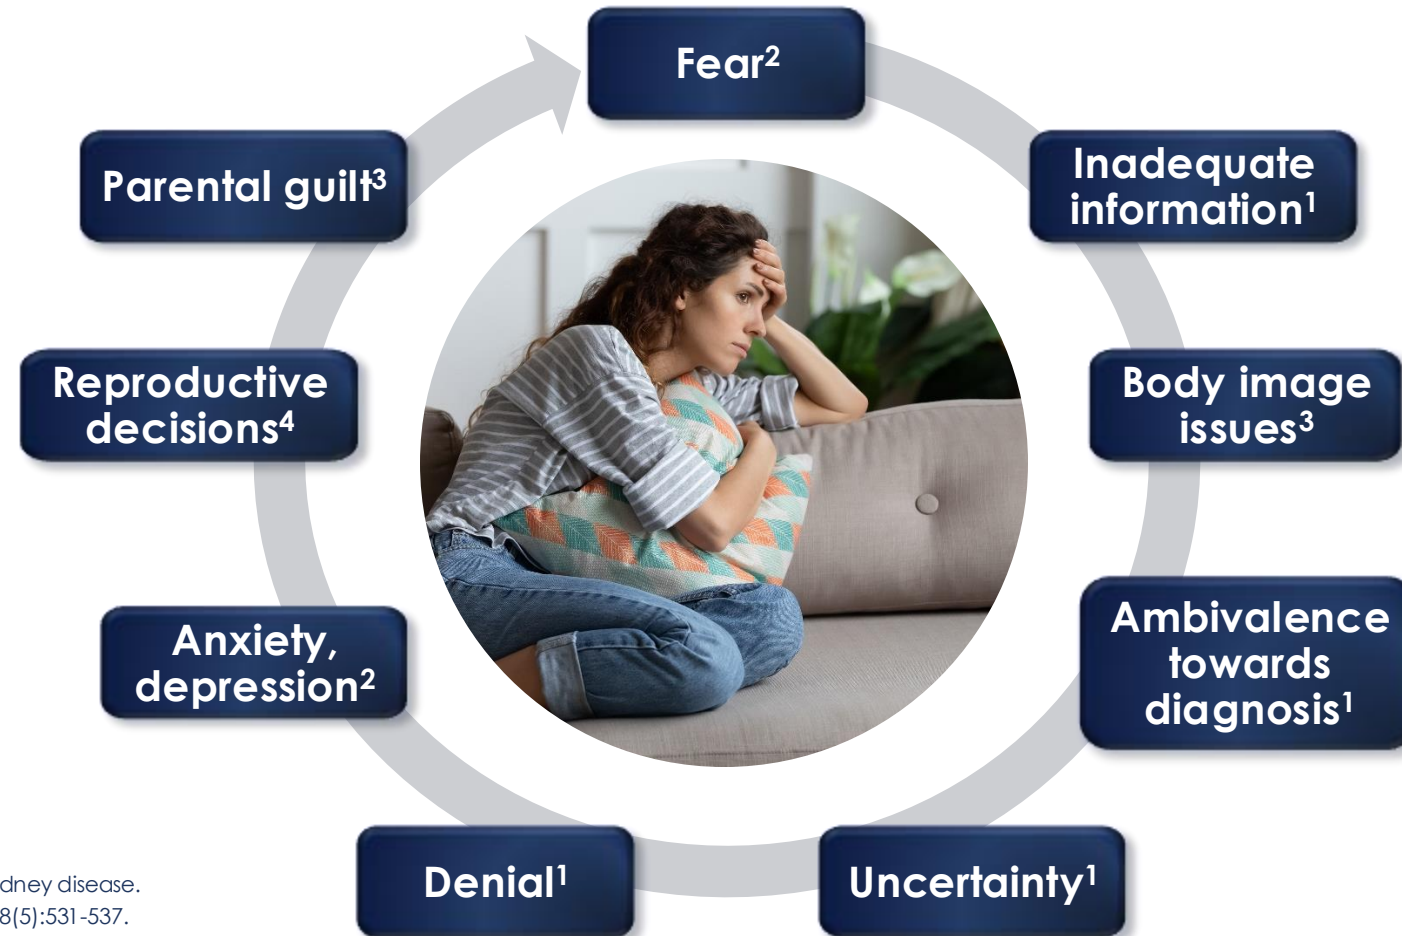 Fear²
Inadequate
information¹
Body image
issues³
Ambivalence
towards
diagnosis¹
Uncertainty¹
Denial¹
Anxiety,
depression²
Reproductive
decisions⁴
Parental guilt³
dney disease.
8(5):531-537.